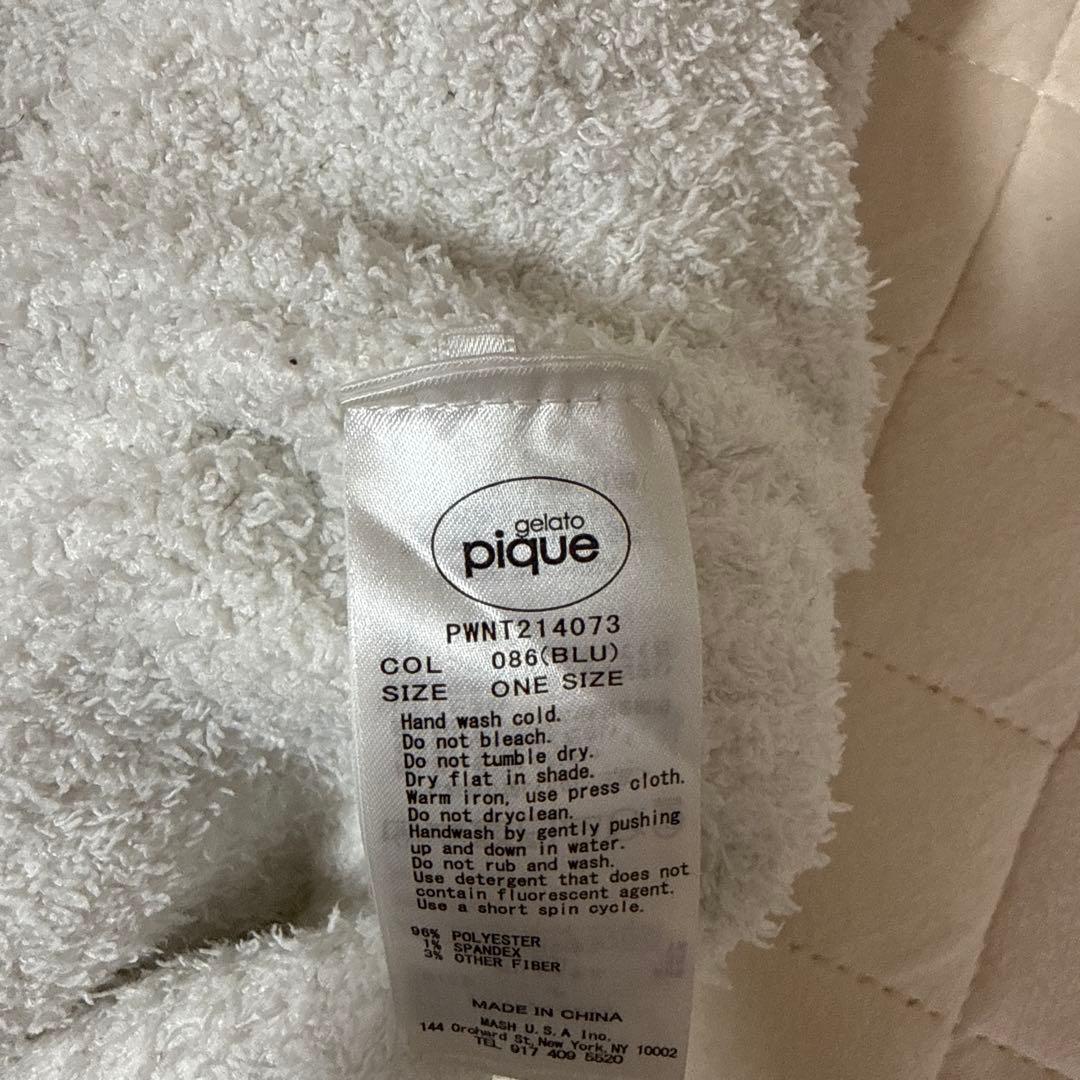 gelato
pique
PWNT214073
COL 086(BLU)
SIZE ONE SIZE
Hand wash cold.
Do not bleach.
Do not tumble dry.
Dry flat in shade.
Warm iron, use press cloth.
Do not dryclean.
Handwash by gently pushing
up and down in water.
Do not rub and wash.
Use detergent that does not
contain fluorescent agent.
Use a short spin cycle.
96% POLYESTER
1% SPANDEX
3% OTHER FIBER
MADE IN CHINA
MASH U.S.A Inc.
144 Orchard St, New York, NY 10002
TEL 917 409 5520